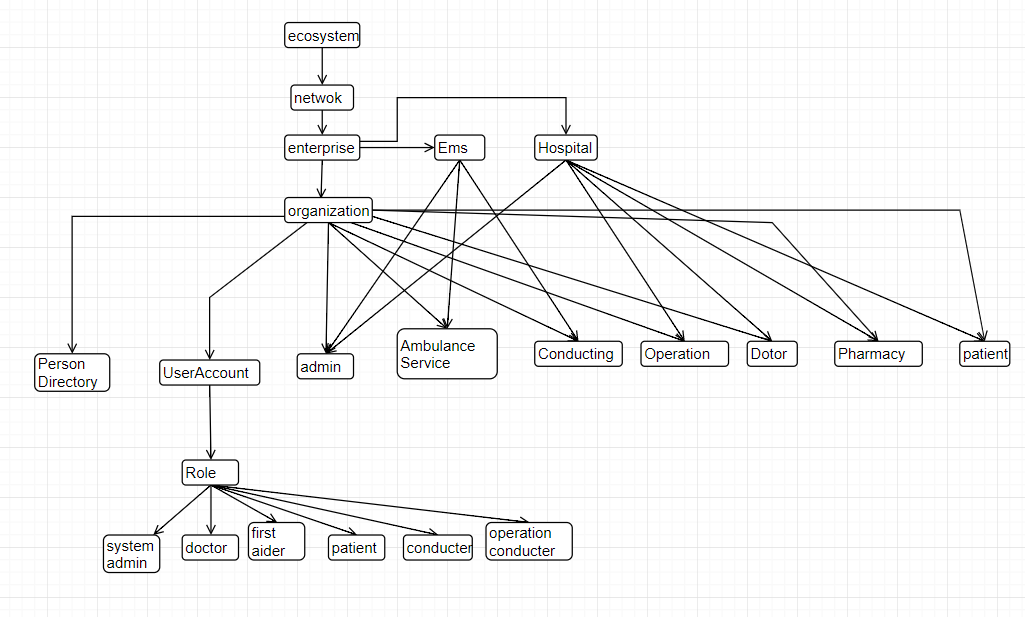 ecosystem
netwok
enterprise
Ems
Hospital
organization
Person
Directory
UserAccount
admin
Ambulance
Service
Conducting
Operation
Dotor
Pharmacy
patient
Role
system
admin
doctor
first
aider
patient
conducter
operation
conducter